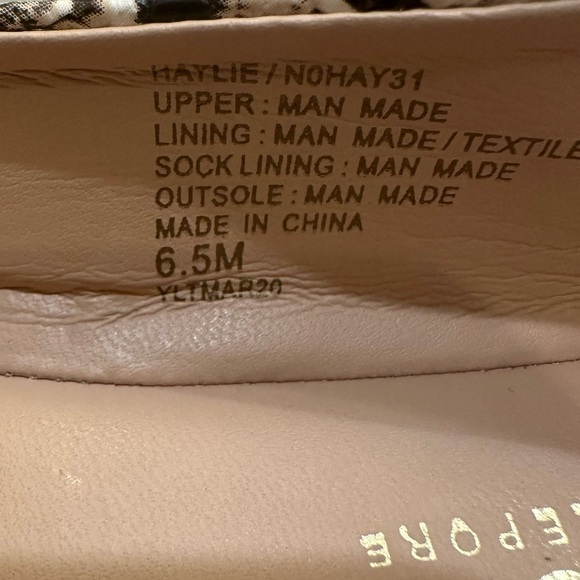 HAYLIE / N0HAY31
UPPER : MAN MADE
LINING : MAN MADE / TEXTILE
SOCK LINING : MAN MADE
OUTSOLE : MAN MADE
MADE IN CHINA
6.5M
YLTMAR20
LEPORE